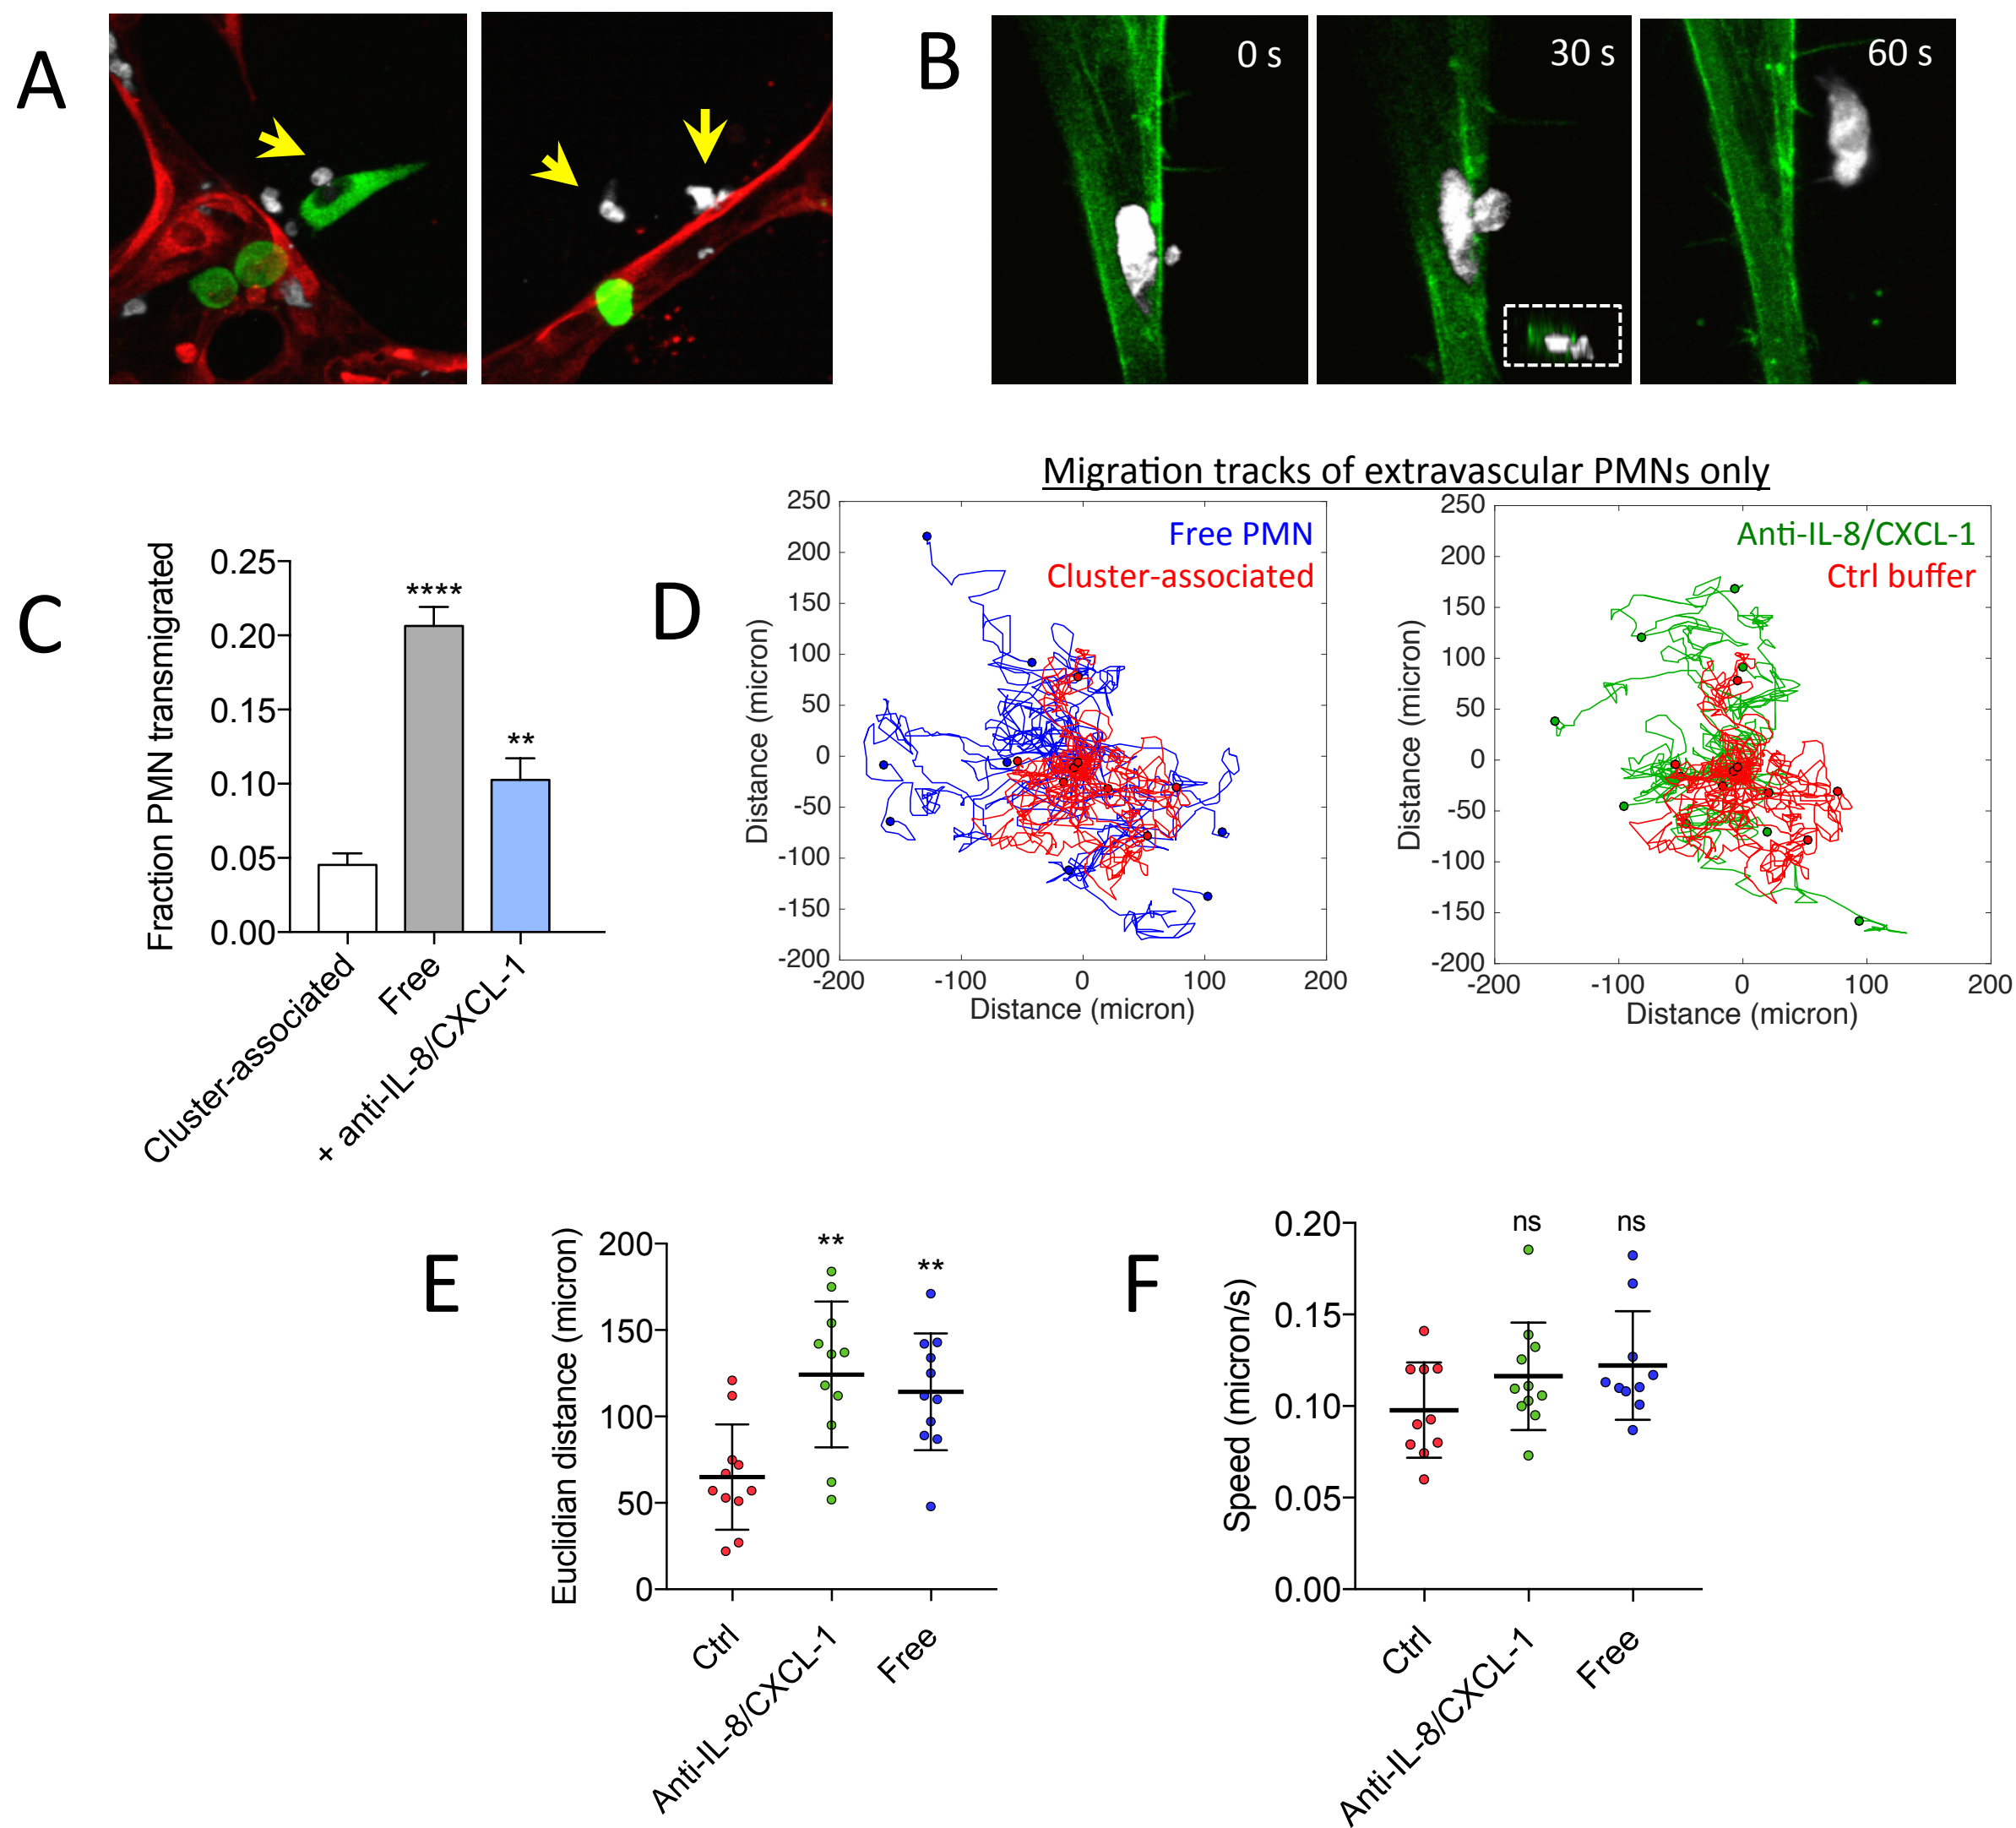 A
B
0 s
30 s
60 s
C
Fraction PMN transmigrated
0.25
0.20
0.15
0.10
0.05
0.00
****
**
Cluster-associated
Free
+ anti-IL-8/CXCL-1
D
Migration tracks of extravascular PMNs only
Free PMN
Cluster-associated
Distance (micron)
250
200
150
100
50
0
-50
-100
-150
-200
-200
-100
0
100
200
Distance (micron)
Anti-IL-8/CXCL-1
Ctrl buffer
Distance (micron)
250
200
150
100
50
0
-50
-100
-150
-200
-200
-100
0
100
200
Distance (micron)
E
Euclidian distance (micron)
200
150
100
50
0
**
**
Ctrl
Anti-IL-8/CXCL-1
Free
F
Speed (micron/s)
0.20
0.15
0.10
0.05
0.00
ns
ns
Ctrl
Anti-IL-8/CXCL-1
Free